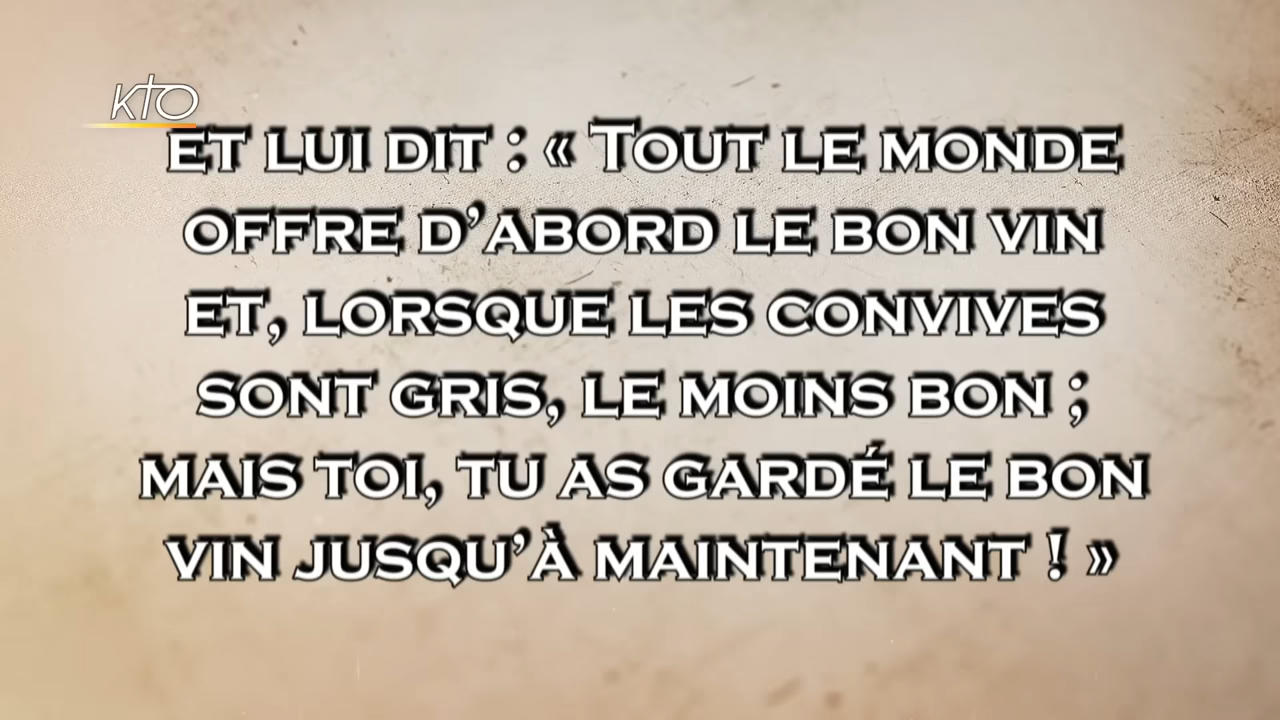 KTO
ET LUI DIT : « TOUT LE MONDE
OFFRE D’ABORD LE BON VIN
ET, LORSQUE LES CONVIVES
SONT GRIS, LE MOINS BON ;
MAIS TOI, TU AS GARDÉ LE BON
VIN JUSQU’À MAINTENANT ! »